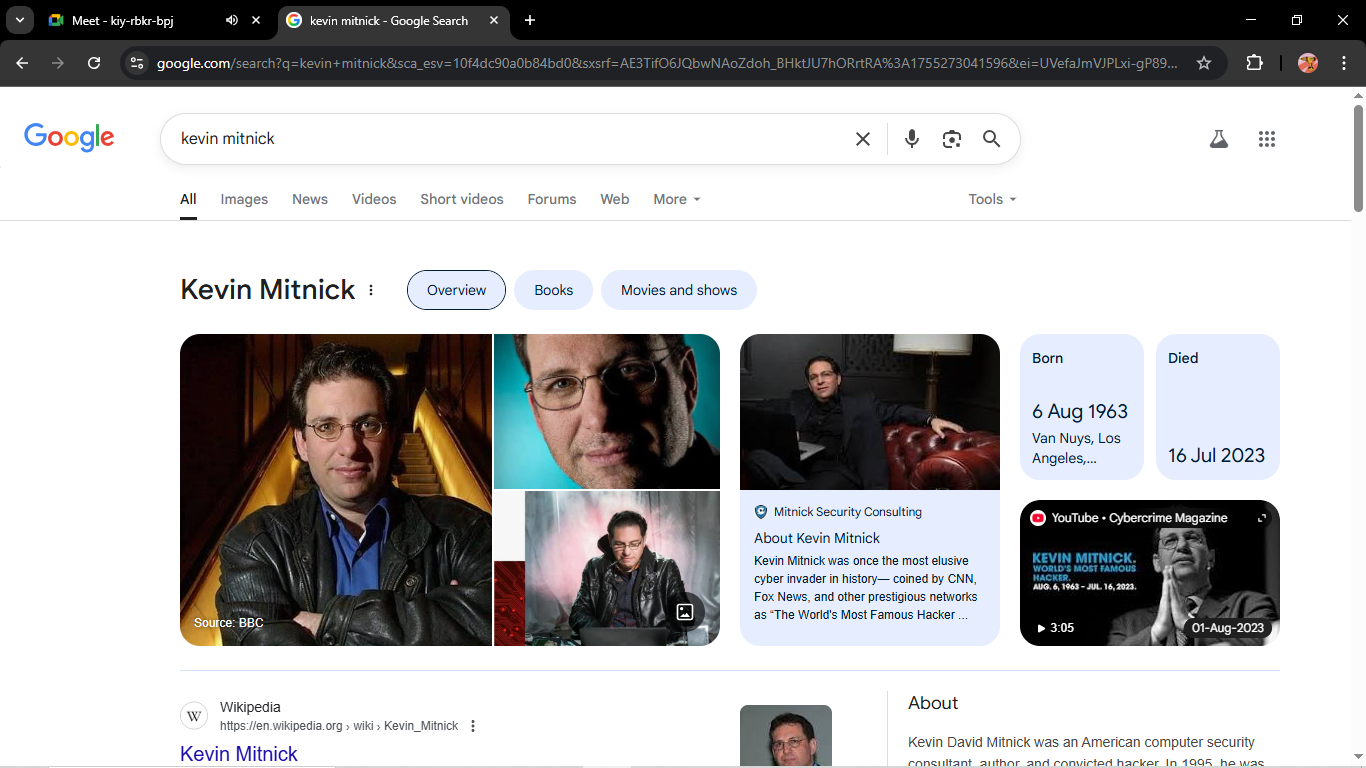 Meet - kiy-rbkr-bpj
kevin mitnick - Google Search
google.com/search?q=kevin+mitnick&sca_esv=10f4dc90a0b84bd0&sxsrf=AE3TifO6JQbwNAoZdoh_BHktJU7hORrtRA%3A1755273041596&ei=UVefaJmVJPLxi-gP89...
Google
kevin mitnick
All
Images
News
Videos
Short videos
Forums
Web
More
Tools
Kevin Mitnick
Overview
Books
Movies and shows
Source: BBC
Mitnick Security Consulting
About Kevin Mitnick
Kevin Mitnick was once the most elusive
cyber invader in history— coined by CNN,
Fox News, and other prestigious networks
as “The World's Most Famous Hacker ...
Born
6 Aug 1963
Van Nuys, Los
Angeles,...
Died
16 Jul 2023
YouTube • Cybercrime Magazine
KEVIN MITNICK.
WORLD'S MOST FAMOUS
HACKER.
AUG. 6, 1963 - JUL. 16, 2023.
3:05
01-Aug-2023
W
Wikipedia
https://en.wikipedia.org › wiki › Kevin_Mitnick
Kevin Mitnick
About
Kevin David Mitnick was an American computer security
consultant, author, and convicted hacker. In 1995, he was